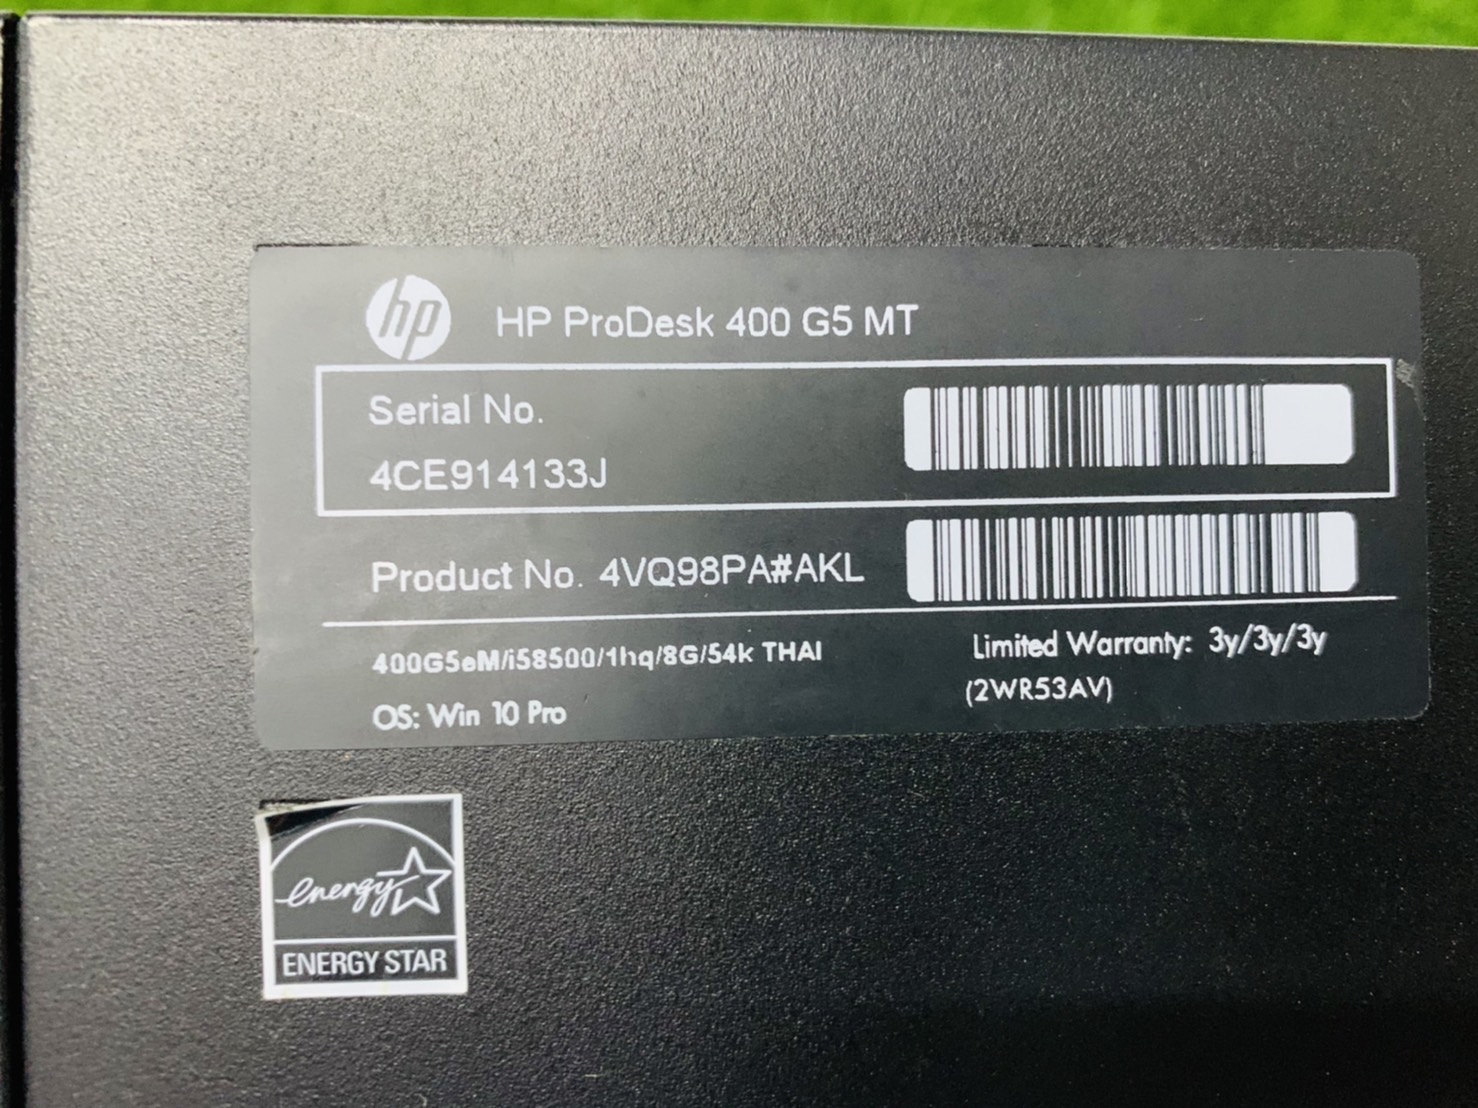 hp HP ProDesk 400 G5 MT
Serial No.
4CE914133J
Product No. 4VQ98PA#AKL
400G5eM/i58500/1hq/8G/54k THAI
Limited Warranty: 3y/3y/3y
(2WR53AV)
OS: Win 10 Pro
energy
ENERGY STAR